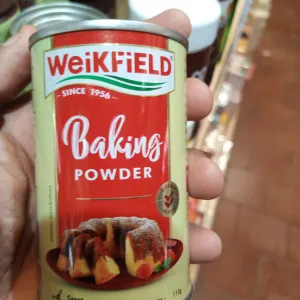 WEiKFiELD
- SINCE 1956 -
Baking
POWDER